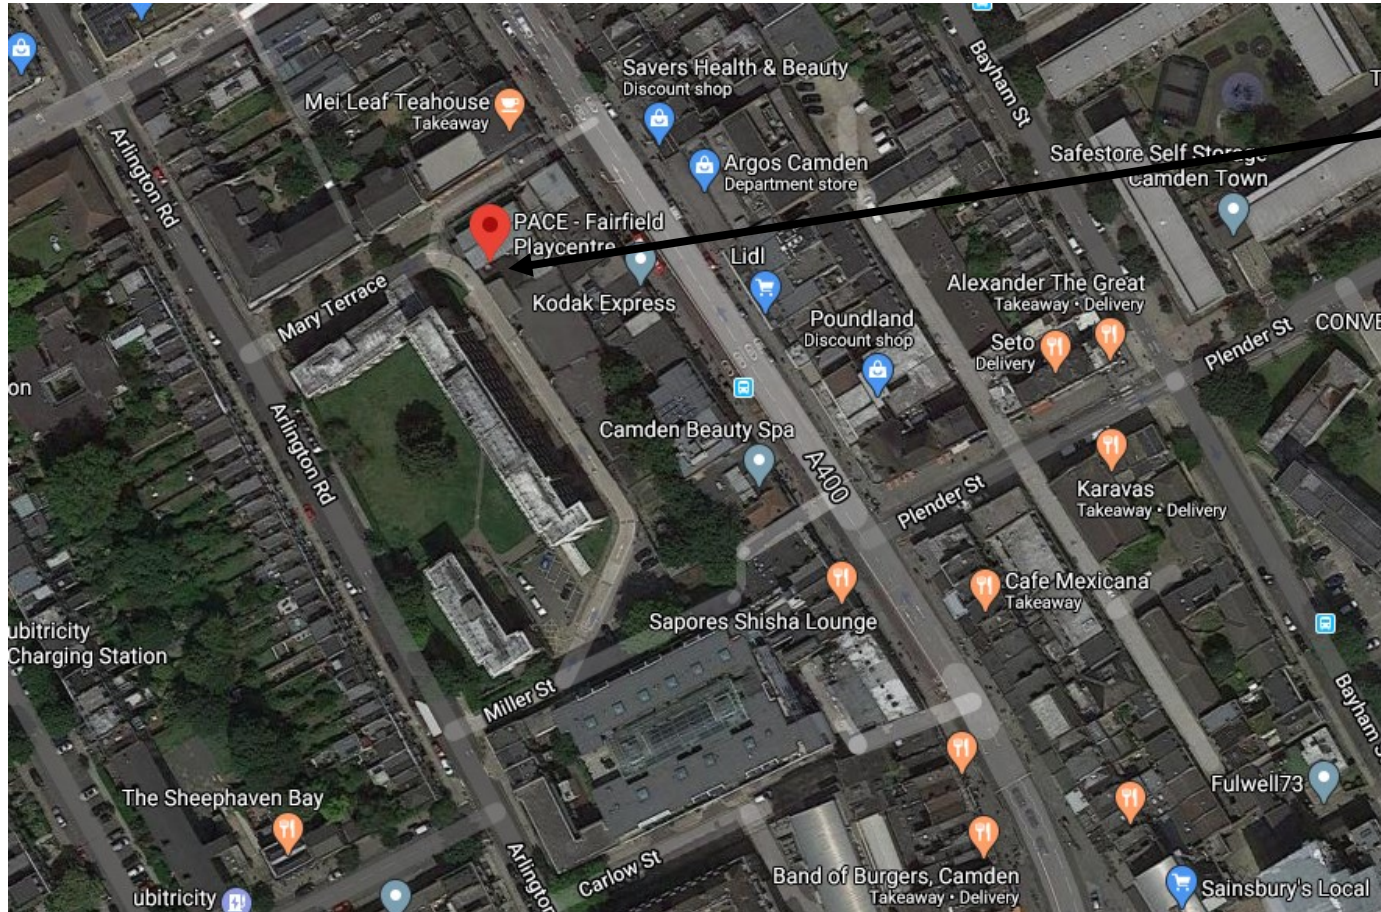 Savers Health & Beauty
Discount shop
Bayham St
Mei Leaf Teahouse
Takeaway
Arlington Rd
Argos Camden
Department store
Safestore Self Storage
Camden Town
PACE - Fairfield
Playcentre
Lidl
Kodak Express
Mary Terrace
Alexander The Great
Takeaway • Delivery
Poundland
Discount shop
Seto
Delivery
Plender St
CONVE
on
Arlington Rd
Camden Beauty Spa
A400
Plender St
Karavas
Takeaway • Delivery
Cafe Mexicana
Takeaway
Sapores Shisha Lounge
ubitricity
Charging Station
Miller St
Bayham S
Fulwell73
The Sheephaven Bay
Arlington
Carlow St
Band of Burgers, Camden
Takeaway • Delivery
Sainsbury's Local
ubitricity